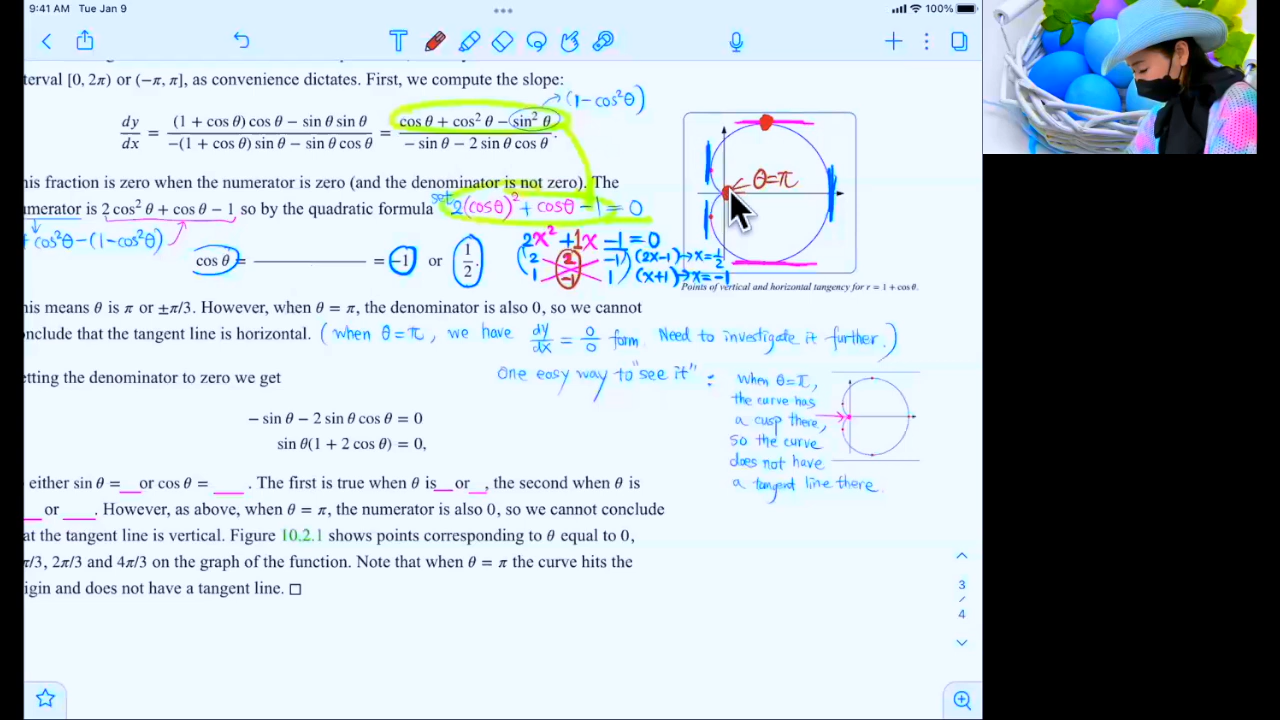 9:41 AM Tue Jan 9
100%
terval [0, 2π) or (−π, π], as convenience dictates. First, we compute the slope:
→(1−cos²θ)
dy/dx = (1 + cos θ) cos θ − sin θ sin θ / −(1 + cos θ) sin θ − sin θ cos θ = cos θ + cos² θ − sin² θ / − sin θ − 2 sin θ cos θ.
θ=π
his fraction is zero when the numerator is zero (and the denominator is not zero). The
umerator is 2 cos² θ + cos θ − 1 so by the quadratic formula set 2(cosθ)² + cosθ −1 = 0
+ cos²θ−(1−cos²θ)
2x² +1x −1 = 0
cos θ = ________ = −1 or 1/2.
(2 2 −1) (2x−1)→x=1/2
1 −1 1) (x+1)→x=−1
Points of vertical and horizontal tangency for r = 1 + cos θ.
his means θ is π or ±π/3. However, when θ = π, the denominator is also 0, so we cannot
nclude that the tangent line is horizontal. (when θ=π, we have dy/dx = 0/0 form. Need to investigate it further.)
etting the denominator to zero we get
One easy way to "see it" :
when θ=π,
the curve has
a cusp there,
so the curve
does not have
a tangent line there.
− sin θ − 2 sin θ cos θ = 0
sin θ(1 + 2 cos θ) = 0,
either sin θ = __ or cos θ = ___ . The first is true when θ is __ or __, the second when θ is
__ or ___. However, as above, when θ = π, the numerator is also 0, so we cannot conclude
at the tangent line is vertical. Figure 10.2.1 shows points corresponding to θ equal to 0,
π/3, 2π/3 and 4π/3 on the graph of the function. Note that when θ = π the curve hits the
igin and does not have a tangent line. □
3
/
4